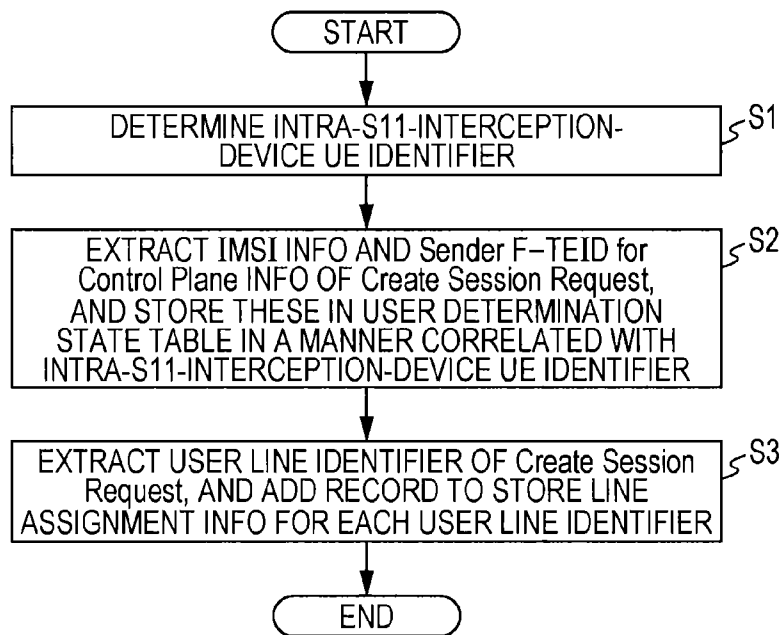 START
DETERMINE INTRA-S11-INTERCEPTION-
DEVICE UE IDENTIFIER
S1
EXTRACT IMSI INFO AND Sender F-TEID for
Control Plane INFO OF Create Session Request,
AND STORE THESE IN USER DETERMINATION
STATE TABLE IN A MANNER CORRELATED WITH
INTRA-S11-INTERCEPTION-DEVICE UE IDENTIFIER
S2
EXTRACT USER LINE IDENTIFIER OF Create Session
Request, AND ADD RECORD TO STORE LINE
ASSIGNMENT INFO FOR EACH USER LINE IDENTIFIER
S3
END